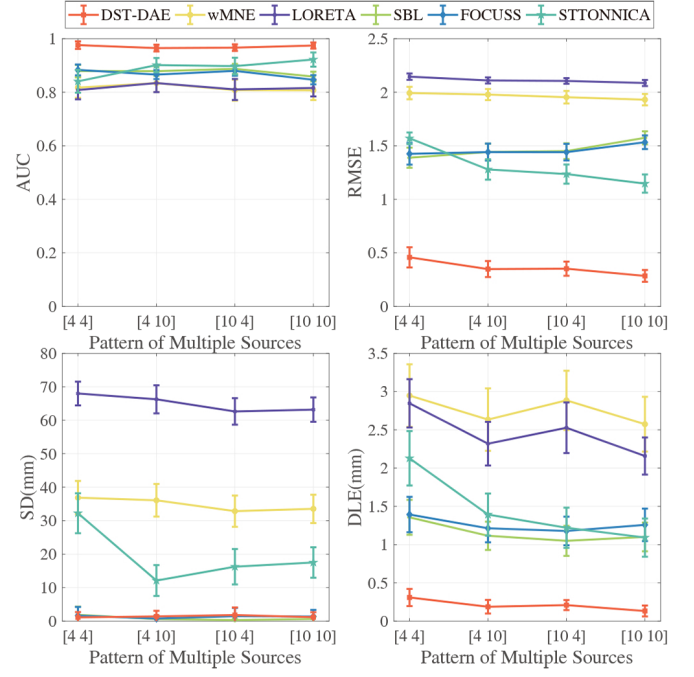 DST-DAE wMNE LORETA SBL FOCUSS STTONNICA
1
0.8
0.6
0.4
0.2
0
AUC
[4 4] [4 10] [10 4] [10 10]
Pattern of Multiple Sources
2.5
2
1.5
1
0.5
0
RMSE
[4 4] [4 10] [10 4] [10 10]
Pattern of Multiple Sources
80
70
60
50
40
30
20
10
0
SD(mm)
[4 4] [4 10] [10 4] [10 10]
Pattern of Multiple Sources
3.5
3
2.5
2
1.5
1
0.5
0
DLE(mm)
[4 4] [4 10] [10 4] [10 10]
Pattern of Multiple Sources